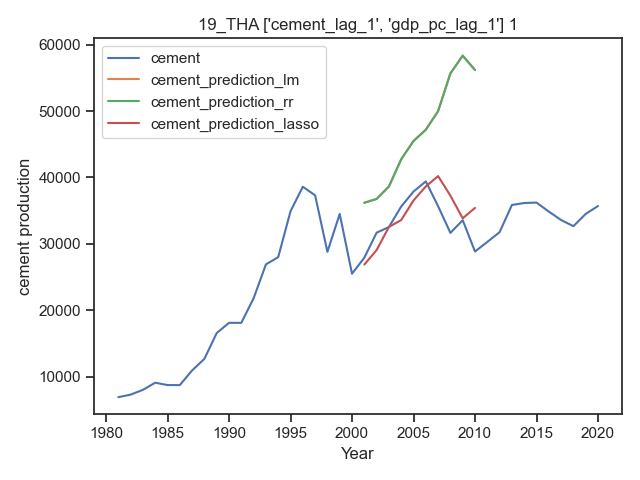 19_THA ['cement_lag_1', 'gdp_pc_lag_1'] 1
60000
50000
40000
30000
20000
10000
cement production
cement
cement_prediction_lm
cement_prediction_rr
cement_prediction_lasso
1980 1985 1990 1995 2000 2005 2010 2015 2020
Year